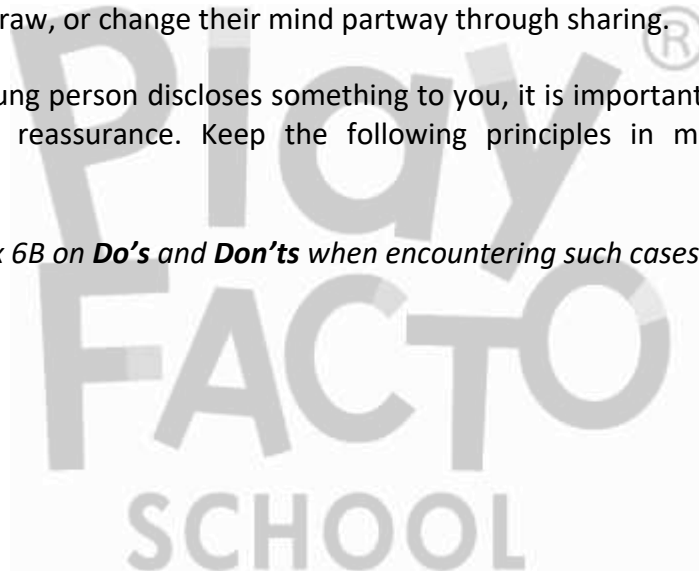 raw, or change their mind partway through sharing.
ung person discloses something to you, it is important
reassurance. Keep the following principles in m
x 6B on Do’s and Don’ts when encountering such cases
Play
®
FACTO
SCHOOL